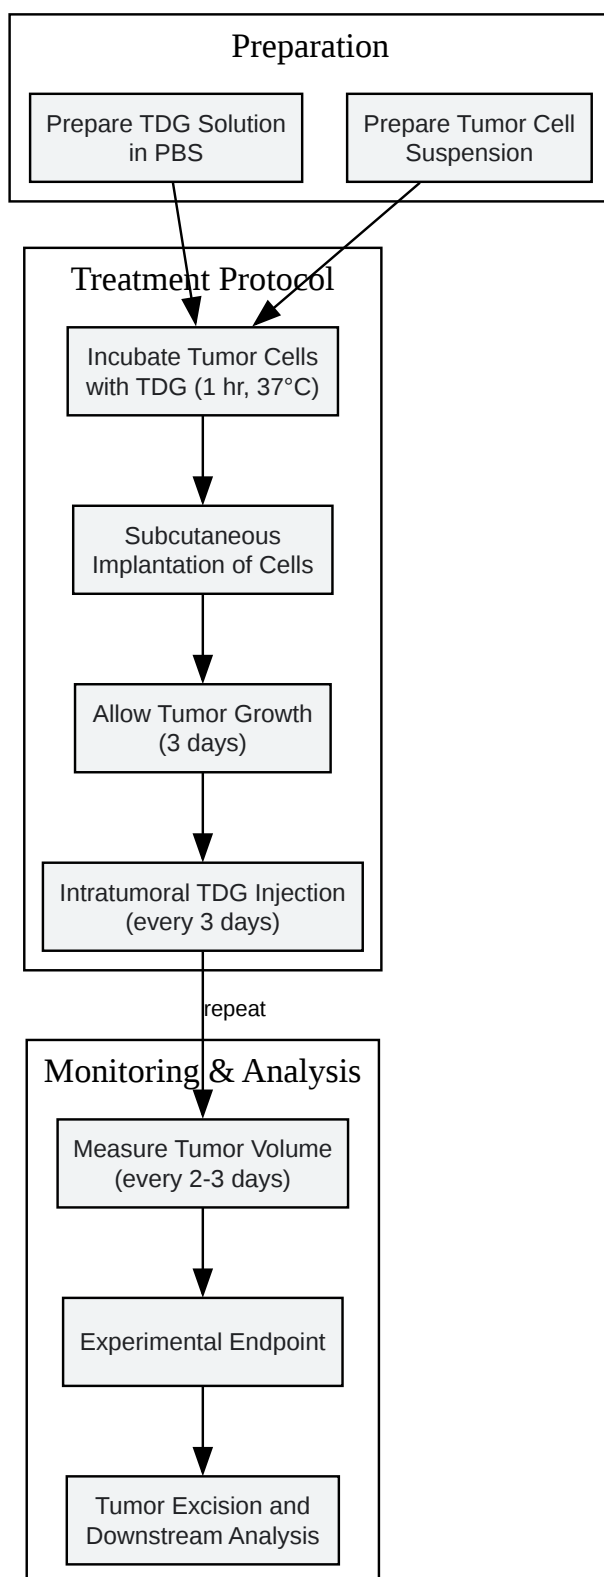 Preparation
Prepare TDG Solution
in PBS
Prepare Tumor Cell
Suspension
Treatment Protocol
Incubate Tumor Cells
with TDG (1 hr, 37°C)
Subcutaneous
Implantation of Cells
Allow Tumor Growth
(3 days)
Intratumoral TDG Injection
(every 3 days)
repeat
Monitoring & Analysis
Measure Tumor Volume
(every 2-3 days)
Experimental Endpoint
Tumor Excision and
Downstream Analysis